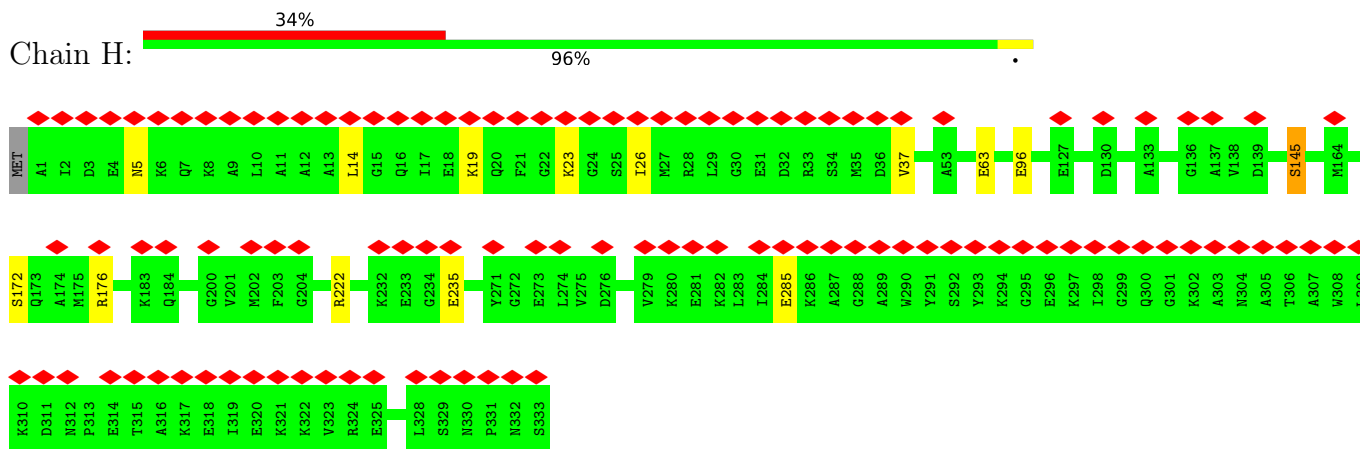 34%
Chain H:
96%
.
MET A1 I2 D3 E4 N5 K6 Q7 K8 A9 L10 A11 A12 A13 L14 G15 Q16 I17 E18 K19 Q20 F21 G22 K23 G24 S25 I26 M27 R28 L29 G30 E31 D32 R33 S34 M35 D36 V37 A53 E63 E96 E127 D130 A133 G136 A137 V138 D139 S145 M164
S172 Q173 A174 M175 R176 K183 Q184 G200 V201 M202 F203 G204 R222 K232 E233 G234 E235 Y271 G272 E273 L274 V275 D276 V279 K280 E281 K282 L283 I284 E285 K286 A287 G288 A289 W290 Y291 S292 Y293 K294 G295 E296 K297 I298 G299 Q300 G301 K302 A303 N304 A305 T306 A307 W308
K310 D311 N312 P313 E314 T315 A316 K317 E318 I319 E320 K321 K322 V323 R324 E325 L328 S329 N330 P331 N332 S333